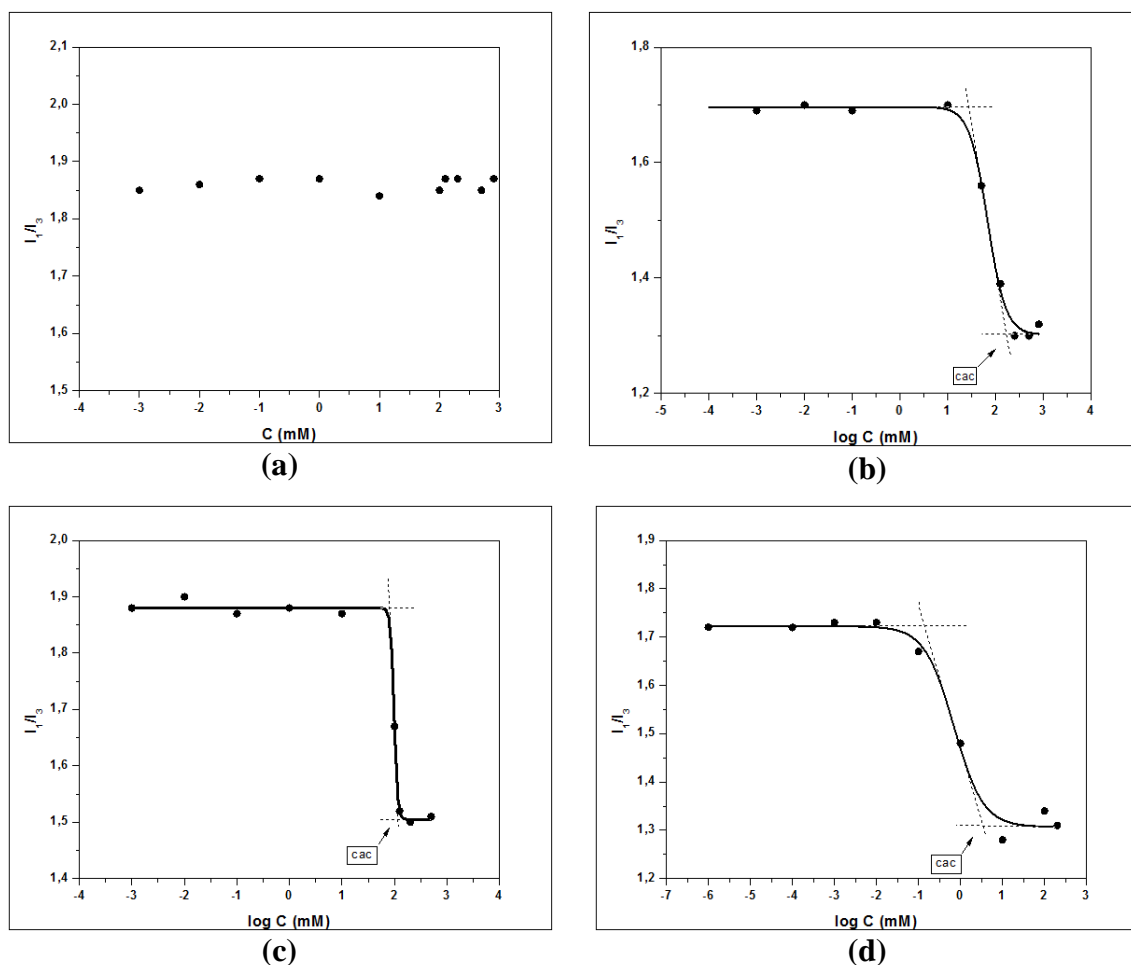 2,1
2,0
1,9
1,8
1,7
1,6
1,5
I₁/I₃
-4 -3 -2 -1 0 1 2 3
C (mM)
(a)
1,8
1,6
1,4
1,2
I₁/I₃
cac
-5 -4 -3 -2 -1 0 1 2 3 4
log C (mM)
(b)
2,0
1,9
1,8
1,7
1,6
1,5
1,4
I₁/I₃
cac
-4 -3 -2 -1 0 1 2 3 4
log C (mM)
(c)
1,9
1,8
1,7
1,6
1,5
1,4
1,3
1,2
I₁/I₃
cac
-7 -6 -5 -4 -3 -2 -1 0 1 2 3
log C (mM)
(d)